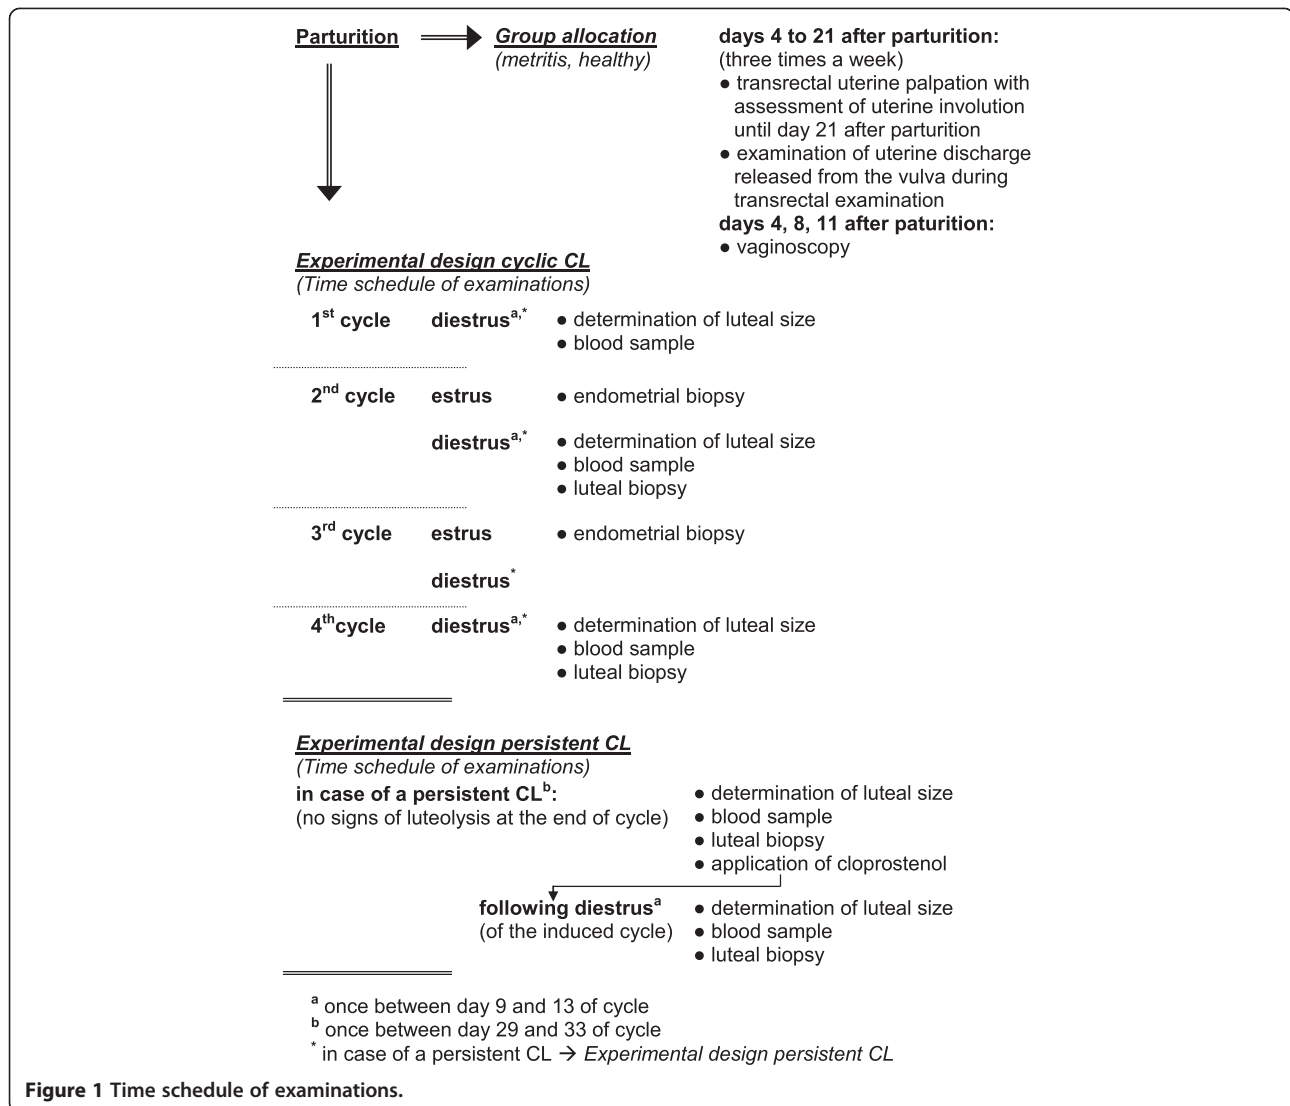 Parturition
Group allocation
(metritis, healthy)
days 4 to 21 after parturition:
(three times a week)
● transrectal uterine palpation with
assessment of uterine involution
until day 21 after parturition
● examination of uterine discharge
released from the vulva during
transrectal examination
days 4, 8, 11 after paturition:
● vaginoscopy
Experimental design cyclic CL
(Time schedule of examinations)
1st cycle diestrusa,* ● determination of luteal size
● blood sample
2nd cycle estrus ● endometrial biopsy
diestrusa,* ● determination of luteal size
● blood sample
● luteal biopsy
3rd cycle estrus ● endometrial biopsy
diestrus*
4thcycle diestrusa,* ● determination of luteal size
● blood sample
● luteal biopsy
Experimental design persistent CL
(Time schedule of examinations)
in case of a persistent CLb: ● determination of luteal size
(no signs of luteolysis at the end of cycle) ● blood sample
● luteal biopsy
● application of cloprostenol
following diestrusa ● determination of luteal size
(of the induced cycle) ● blood sample
● luteal biopsy
a once between day 9 and 13 of cycle
b once between day 29 and 33 of cycle
* in case of a persistent CL → Experimental design persistent CL
Figure 1 Time schedule of examinations.